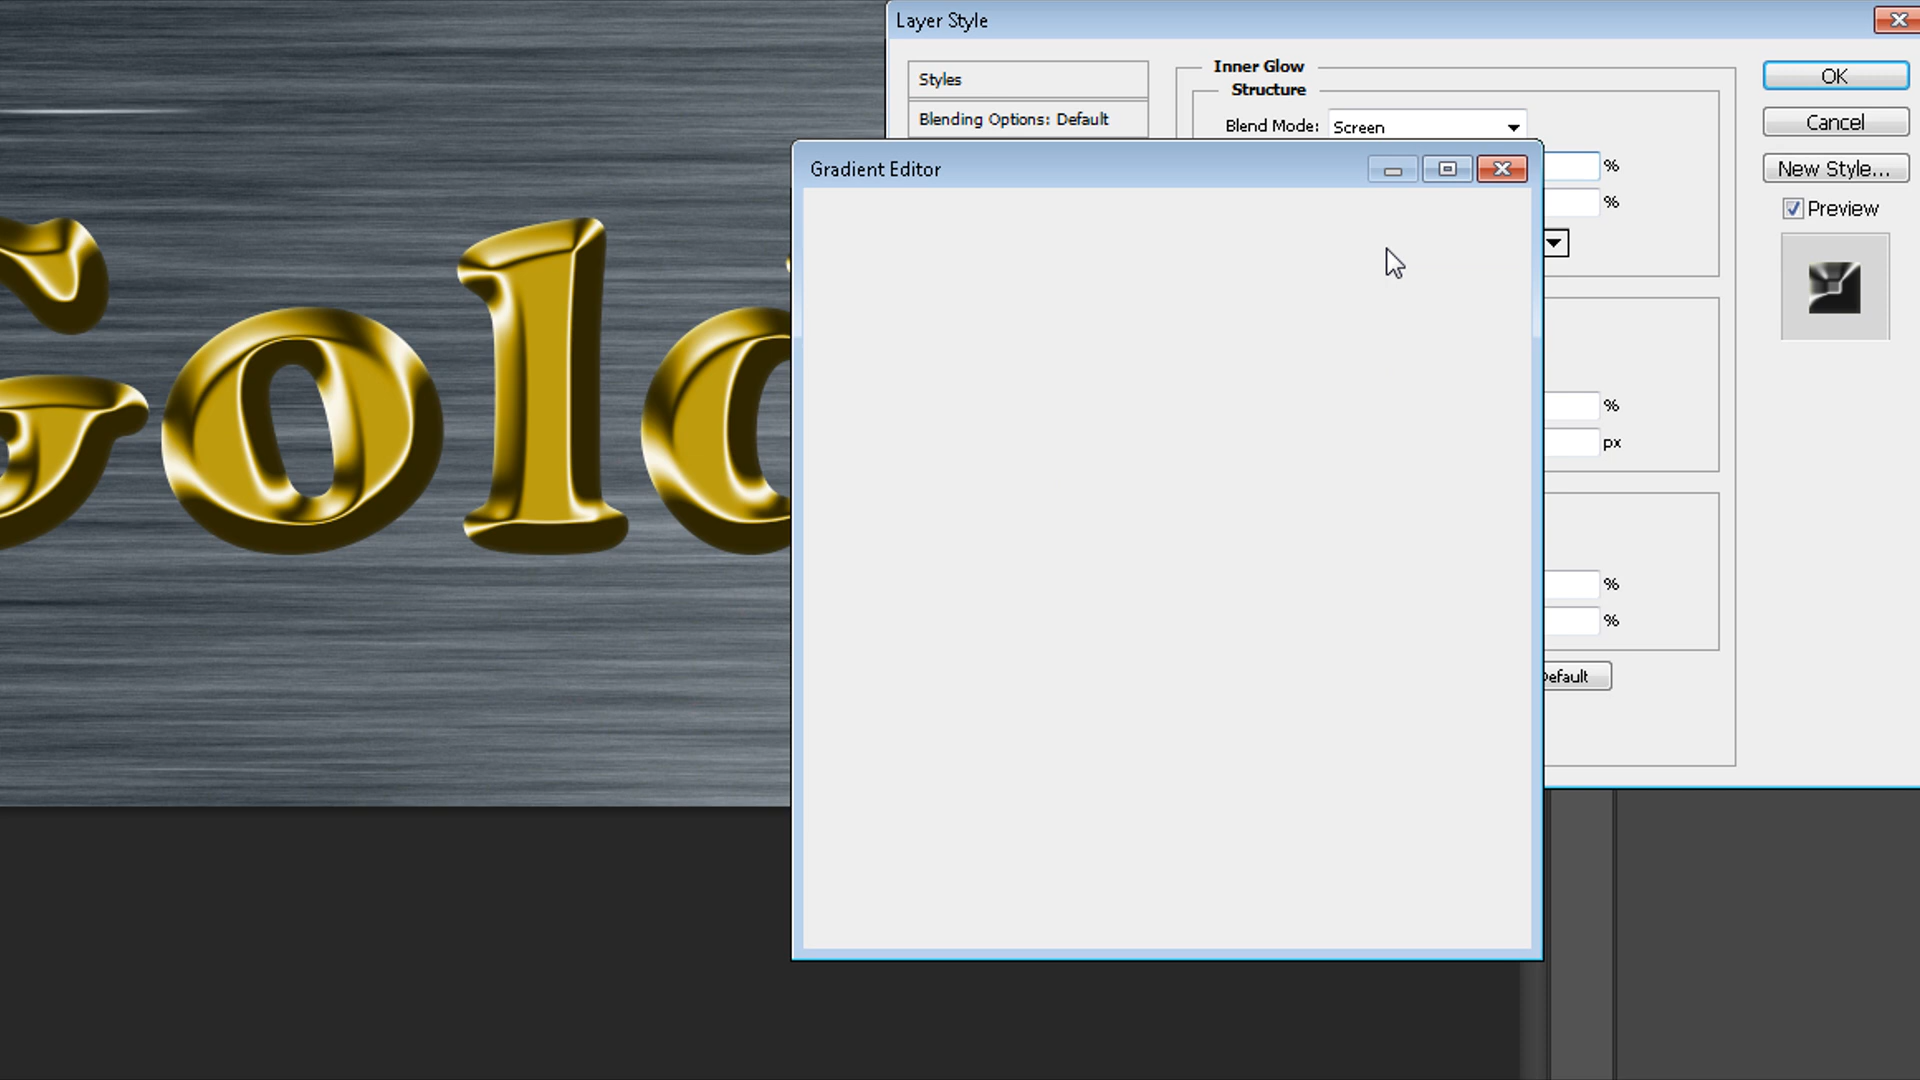 Layer Style
Styles
Blending Options: Default
Inner Glow
Structure
Blend Mode: Screen
%
%
%
px
%
%
Default
OK
Cancel
New Style...
Preview
Gradient Editor
Gold